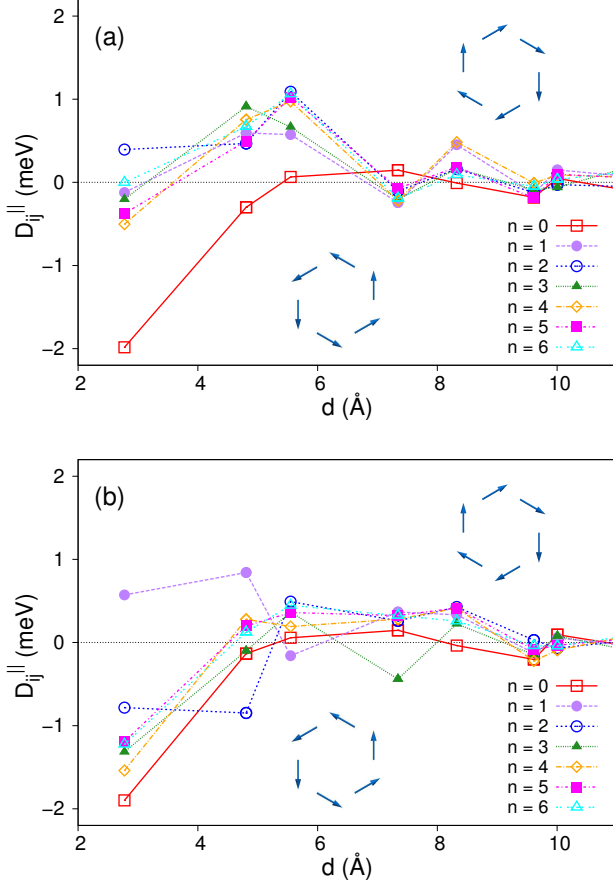 (a)
2
1
0
−1
−2
D_ij^|| (meV)
n = 0
n = 1
n = 2
n = 3
n = 4
n = 5
n = 6
2 4 6 8 10
d (Å)
(b)
2
1
0
−1
−2
D_ij^|| (meV)
n = 0
n = 1
n = 2
n = 3
n = 4
n = 5
n = 6
2 4 6 8 10
d (Å)